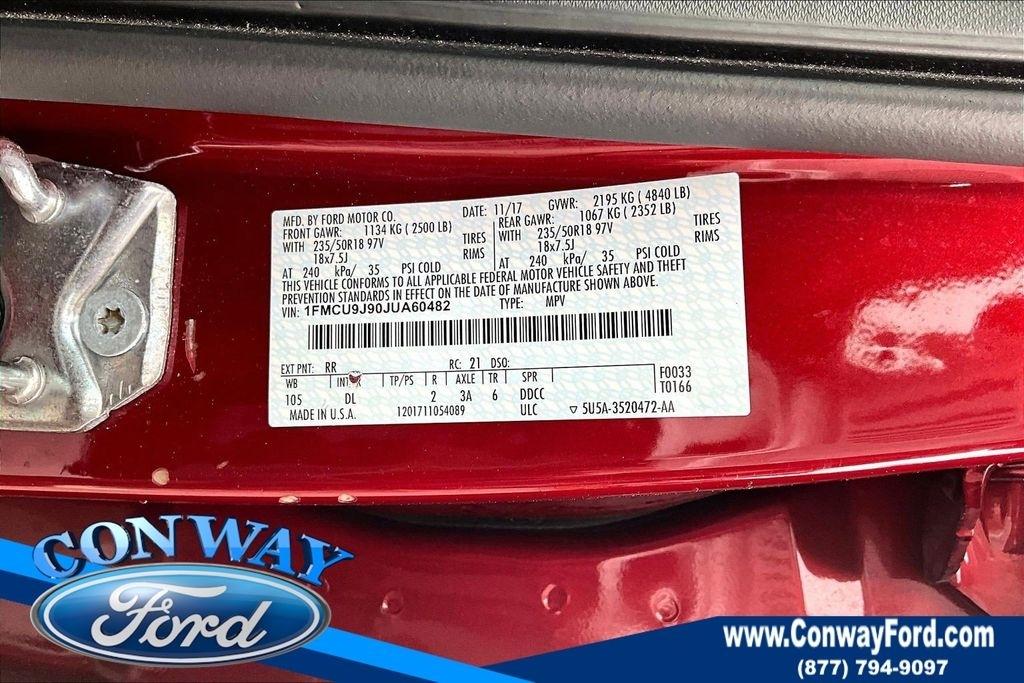 MFD. BY FORD MOTOR CO. DATE: 11/17 GVWR: 2195 KG ( 4840 LB)
FRONT GAWR: 1134 KG ( 2500 LB) REAR GAWR: 1067 KG ( 2352 LB)
WITH 235/50R18 97V TIRES WITH 235/50R18 97V TIRES
18x7.5J RIMS 18x7.5J RIMS
AT 240 kPa/ 35 PSI COLD AT 240 kPa/ 35 PSI COLD
THIS VEHICLE CONFORMS TO ALL APPLICABLE FEDERAL MOTOR VEHICLE SAFETY AND THEFT
PREVENTION STANDARDS IN EFFECT ON THE DATE OF MANUFACTURE SHOWN ABOVE.
VIN: 1FMCU9J90JUA60482 TYPE: MPV
EXT PNT: RR RC: 21 DSO:
WB TP/PS R AXLE TR SPR F0033
105 DL 2 3A 6 DDCC T0166
MADE IN U.S.A. 1201711054089 ULC 5U5A-3520472-AA
CONWAY
Ford
www.ConwayFord.com
(877) 794-9097